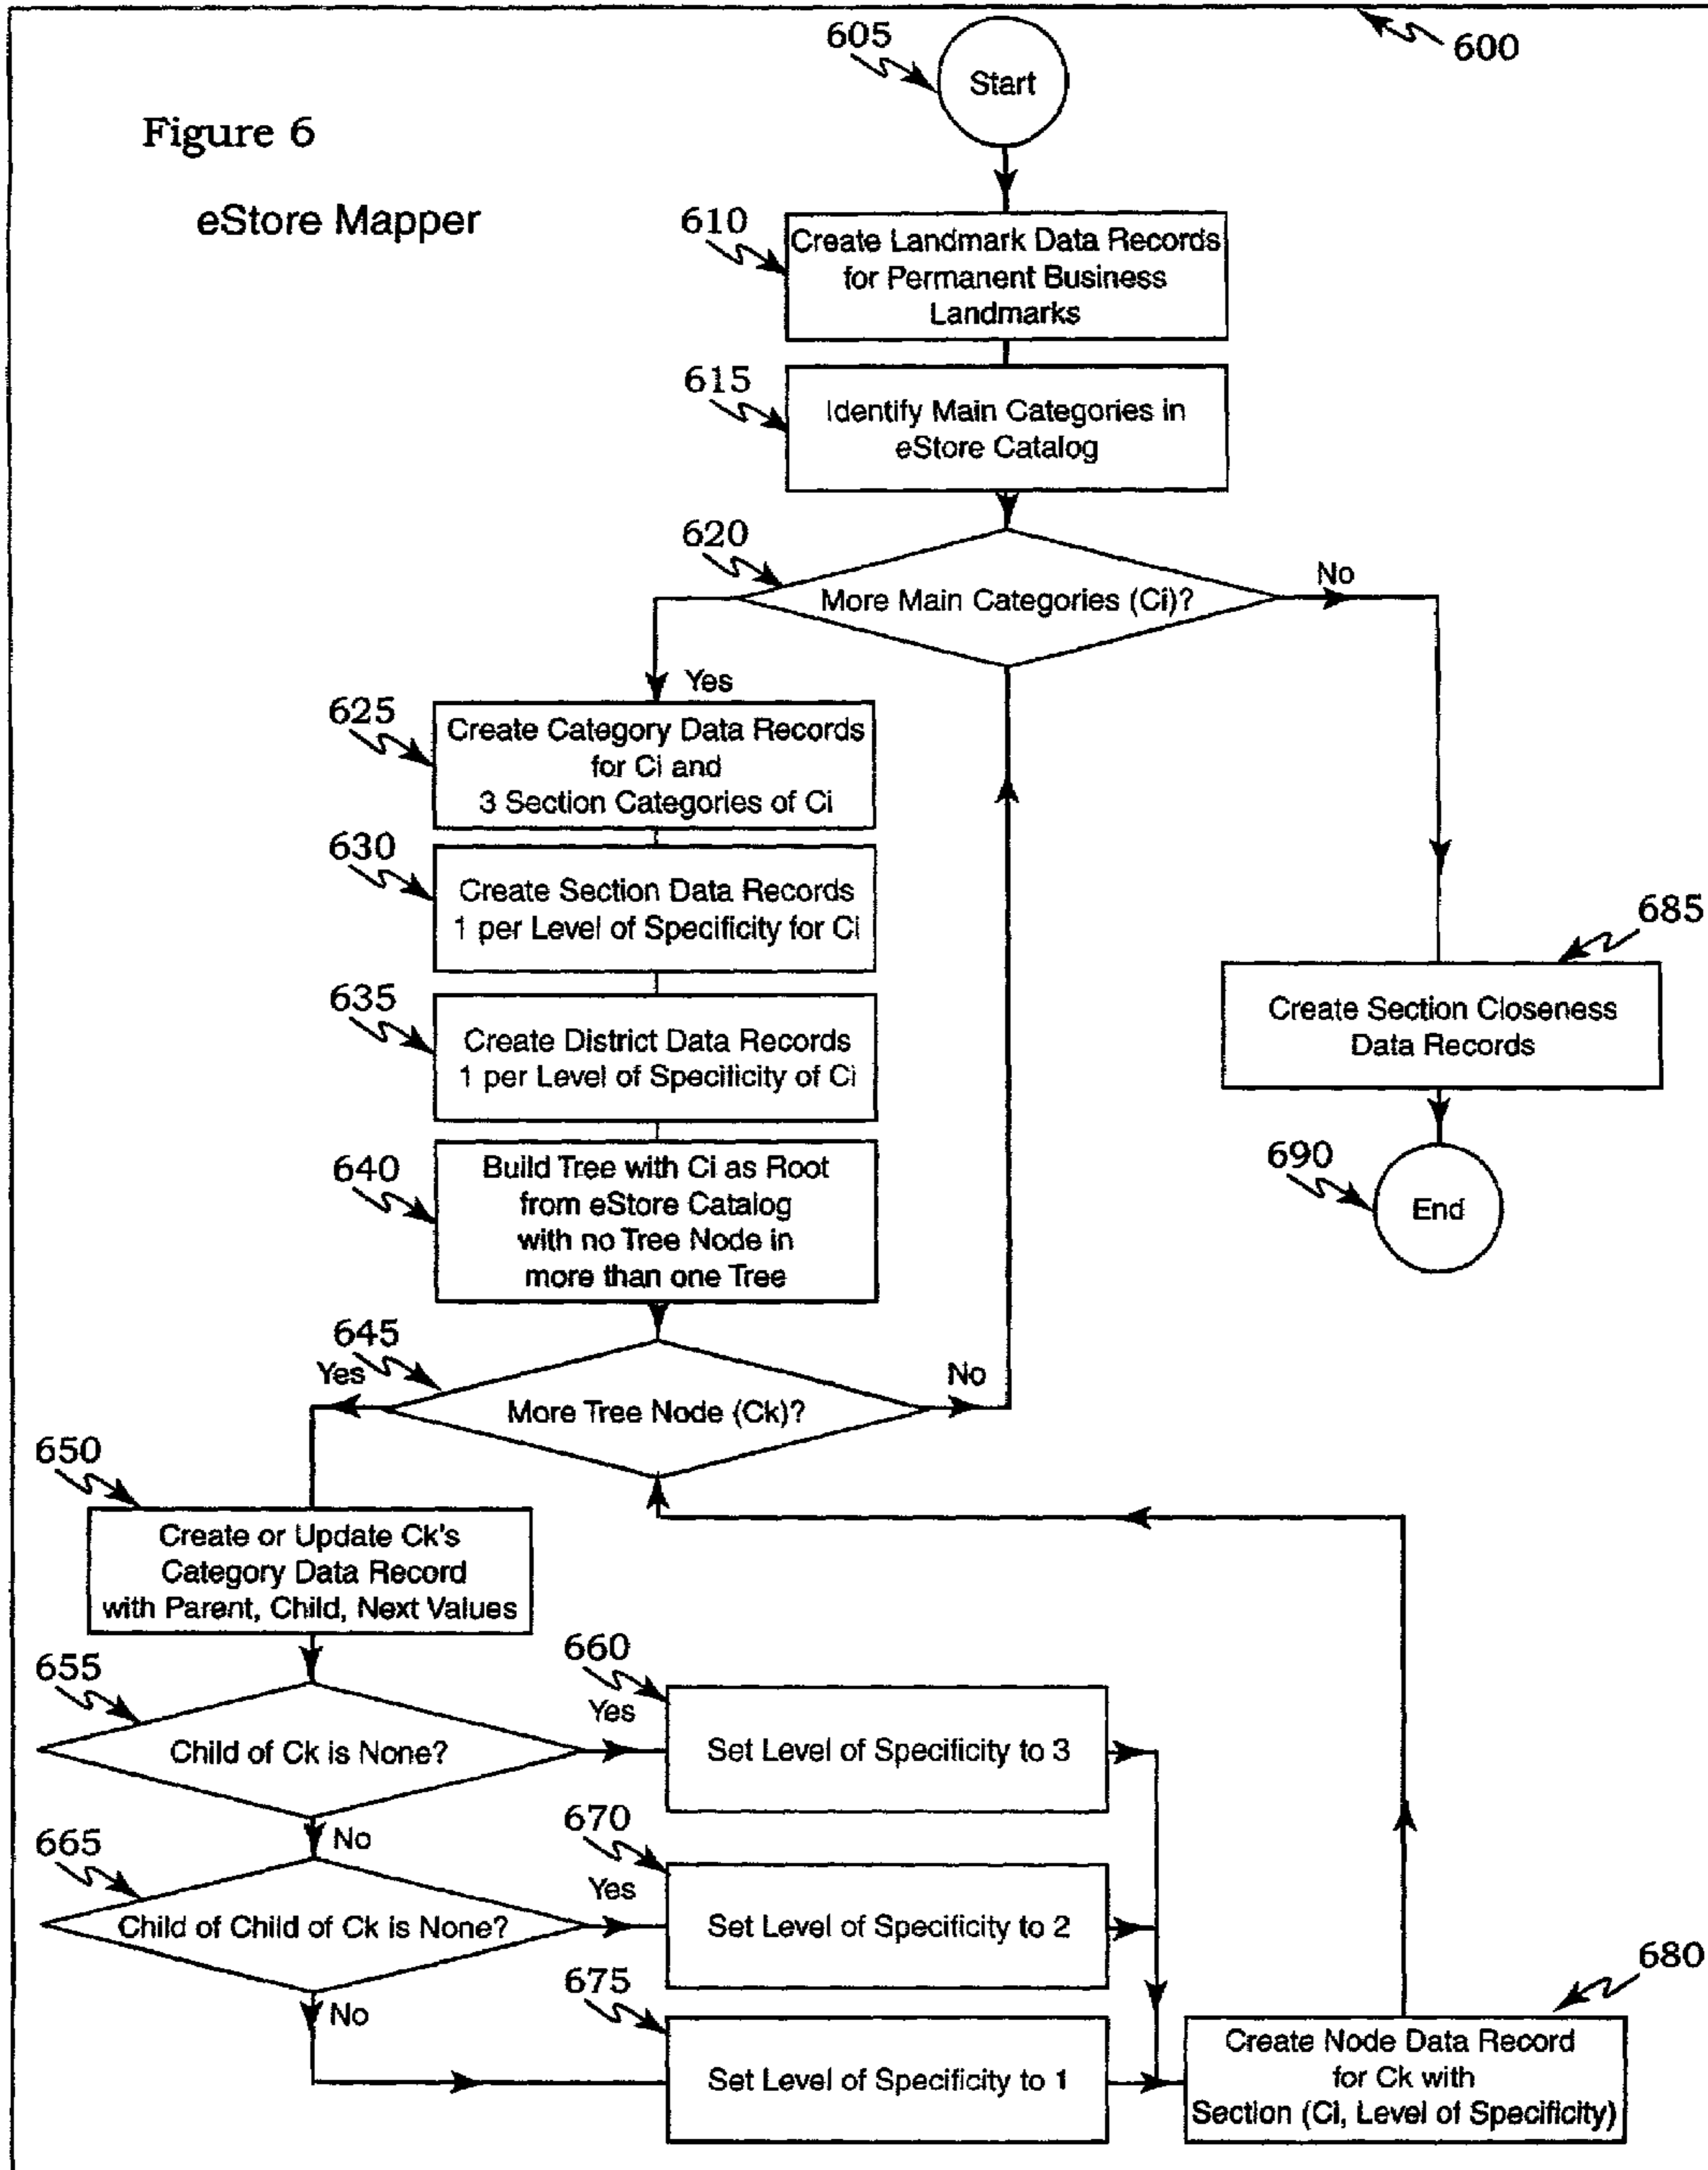 600
605
Start
Figure 6
eStore Mapper
610
Create Landmark Data Records
for Permanent Business
Landmarks
615
Identify Main Categories in
eStore Catalog
620
More Main Categories (Ci)?
No
Yes
625
Create Category Data Records
for Ci and
3 Section Categories of Ci
630
Create Section Data Records
1 per Level of Specificity for Ci
635
Create District Data Records
1 per Level of Specificity of Ci
640
Build Tree with Ci as Root
from eStore Catalog
with no Tree Node in
more than one Tree
685
Create Section Closeness
Data Records
690
End
645
Yes
No
More Tree Node (Ck)?
650
Create or Update Ck's
Category Data Record
with Parent, Child, Next Values
655
Child of Ck is None?
Yes
660
Set Level of Specificity to 3
No
665
Child of Child of Ck is None?
Yes
670
Set Level of Specificity to 2
No
675
Set Level of Specificity to 1
680
Create Node Data Record
for Ck with
Section (Ci, Level of Specificity)